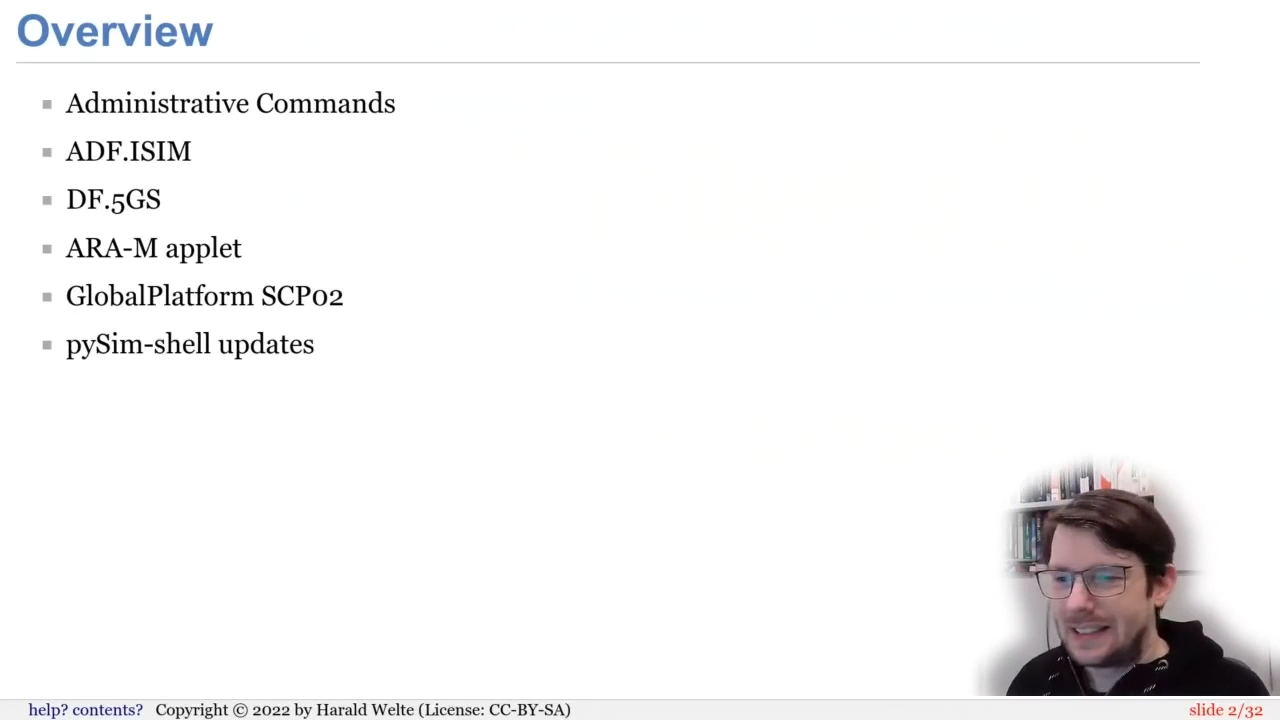 Overview
Administrative Commands
ADF.ISIM
DF.5GS
ARA-M applet
GlobalPlatform SCP02
pySim-shell updates
help? contents? Copyright © 2022 by Harald Welte (License: CC-BY-SA)
slide 2/32